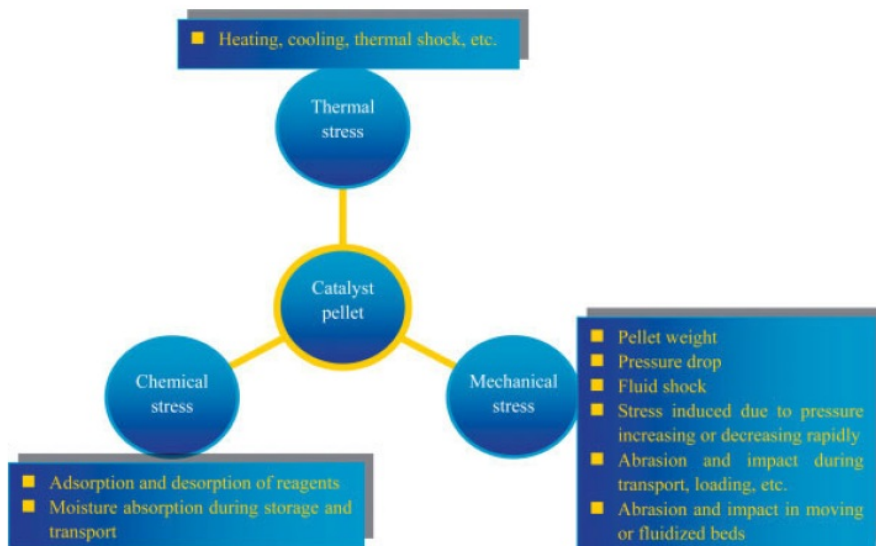 Heating, cooling, thermal shock, etc.
Thermal
stress
Catalyst
pellet
Chemical
stress
Mechanical
stress
Pellet weight
Pressure drop
Fluid shock
Stress induced due to pressure
increasing or decreasing rapidly
Abrasion and impact during
transport, loading, etc.
Abrasion and impact in moving
or fluidized beds
Adsorption and desorption of reagents
Moisture absorption during storage and
transport